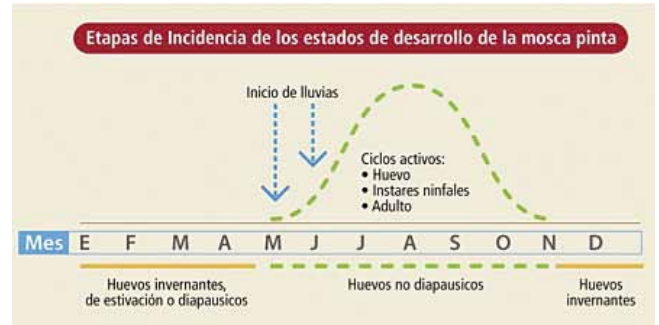 Etapas de Incidencia de los estados de desarrollo de la mosca pinta
Inicio de lluvias
Ciclos activos:
• Huevo
• Instares ninfales
• Adulto
Mes E F M A M J J A S O N D
Huevos invernantes,
de estivación o diapausicos
Huevos no diapausicos
Huevos
invernantes